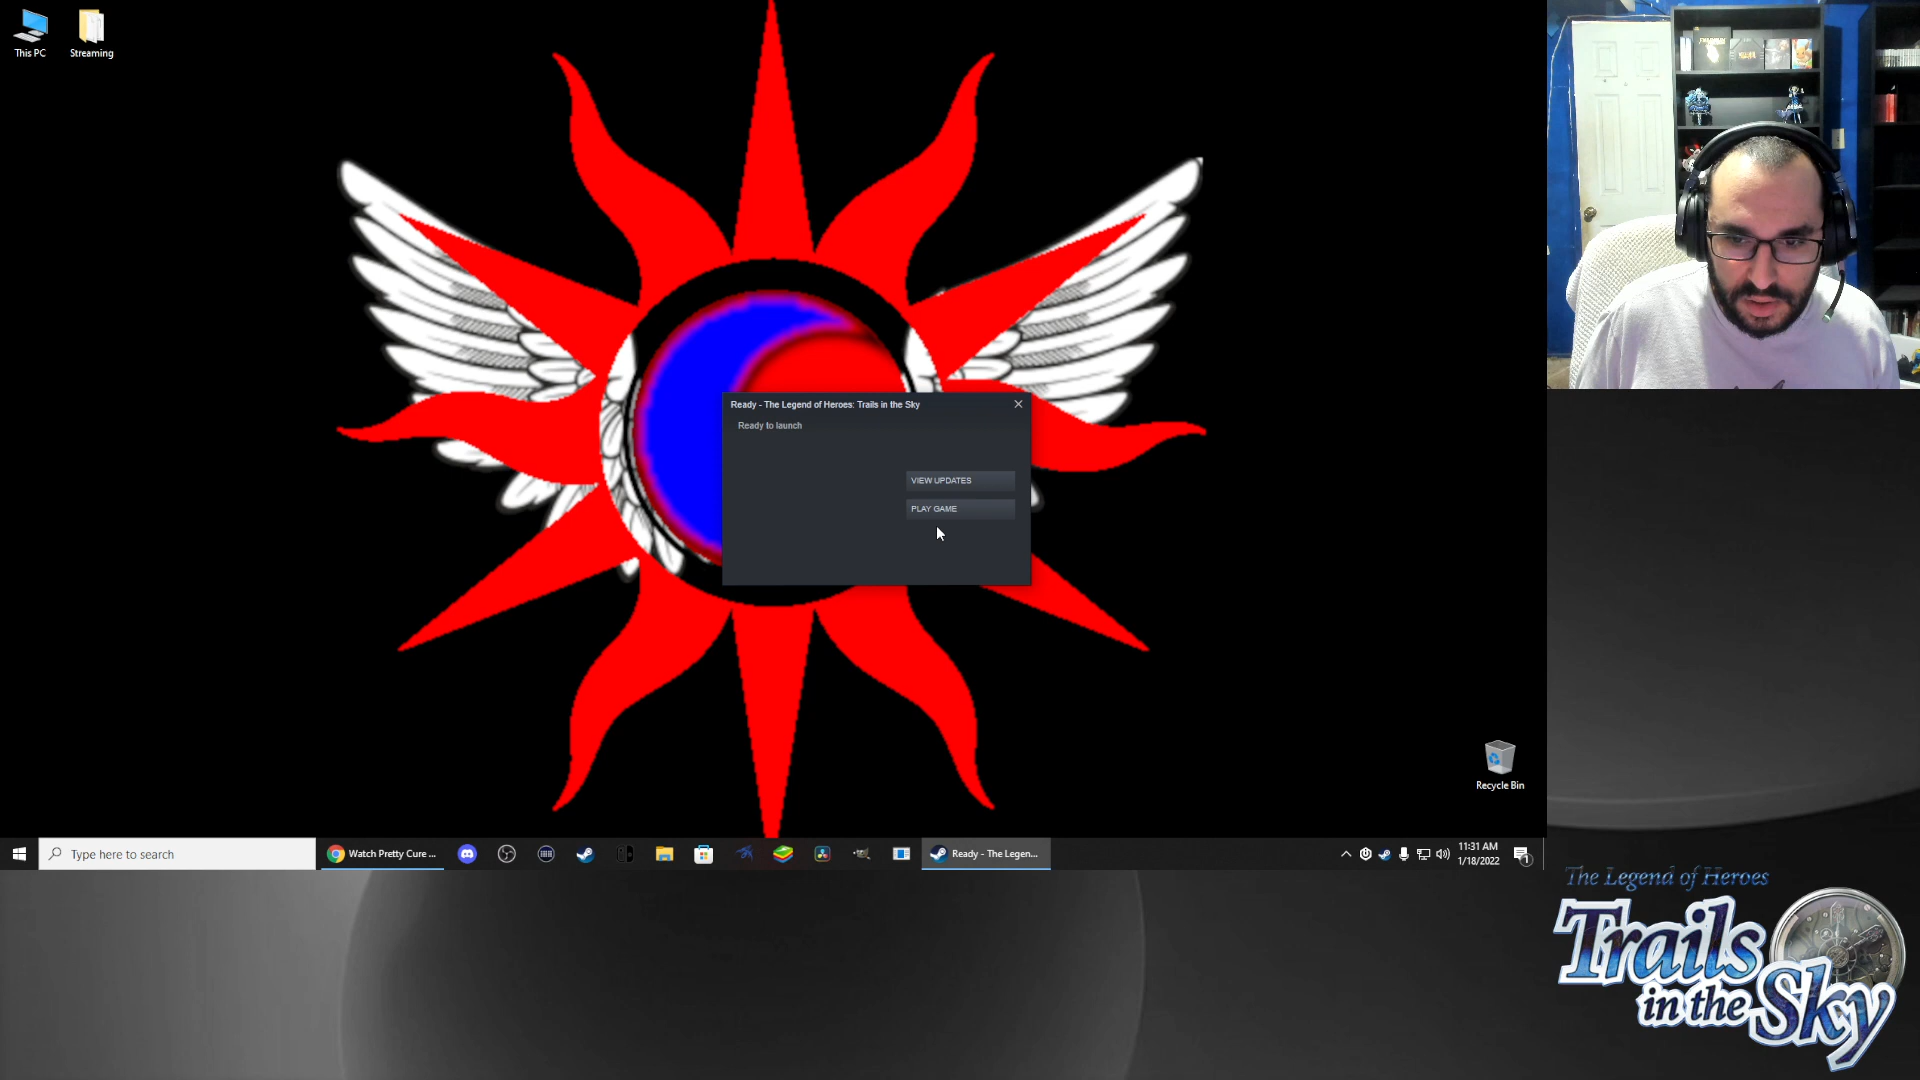 This PC
Streaming
Ready - The Legend of Heroes: Trails in the Sky
Ready to launch
VIEW UPDATES
PLAY GAME
Recycle Bin
Type here to search
Watch Pretty Cure ...
Ready - The Legen...
11:31 AM
1/18/2022
1
The Legend of Heroes
Trails
in the Sky